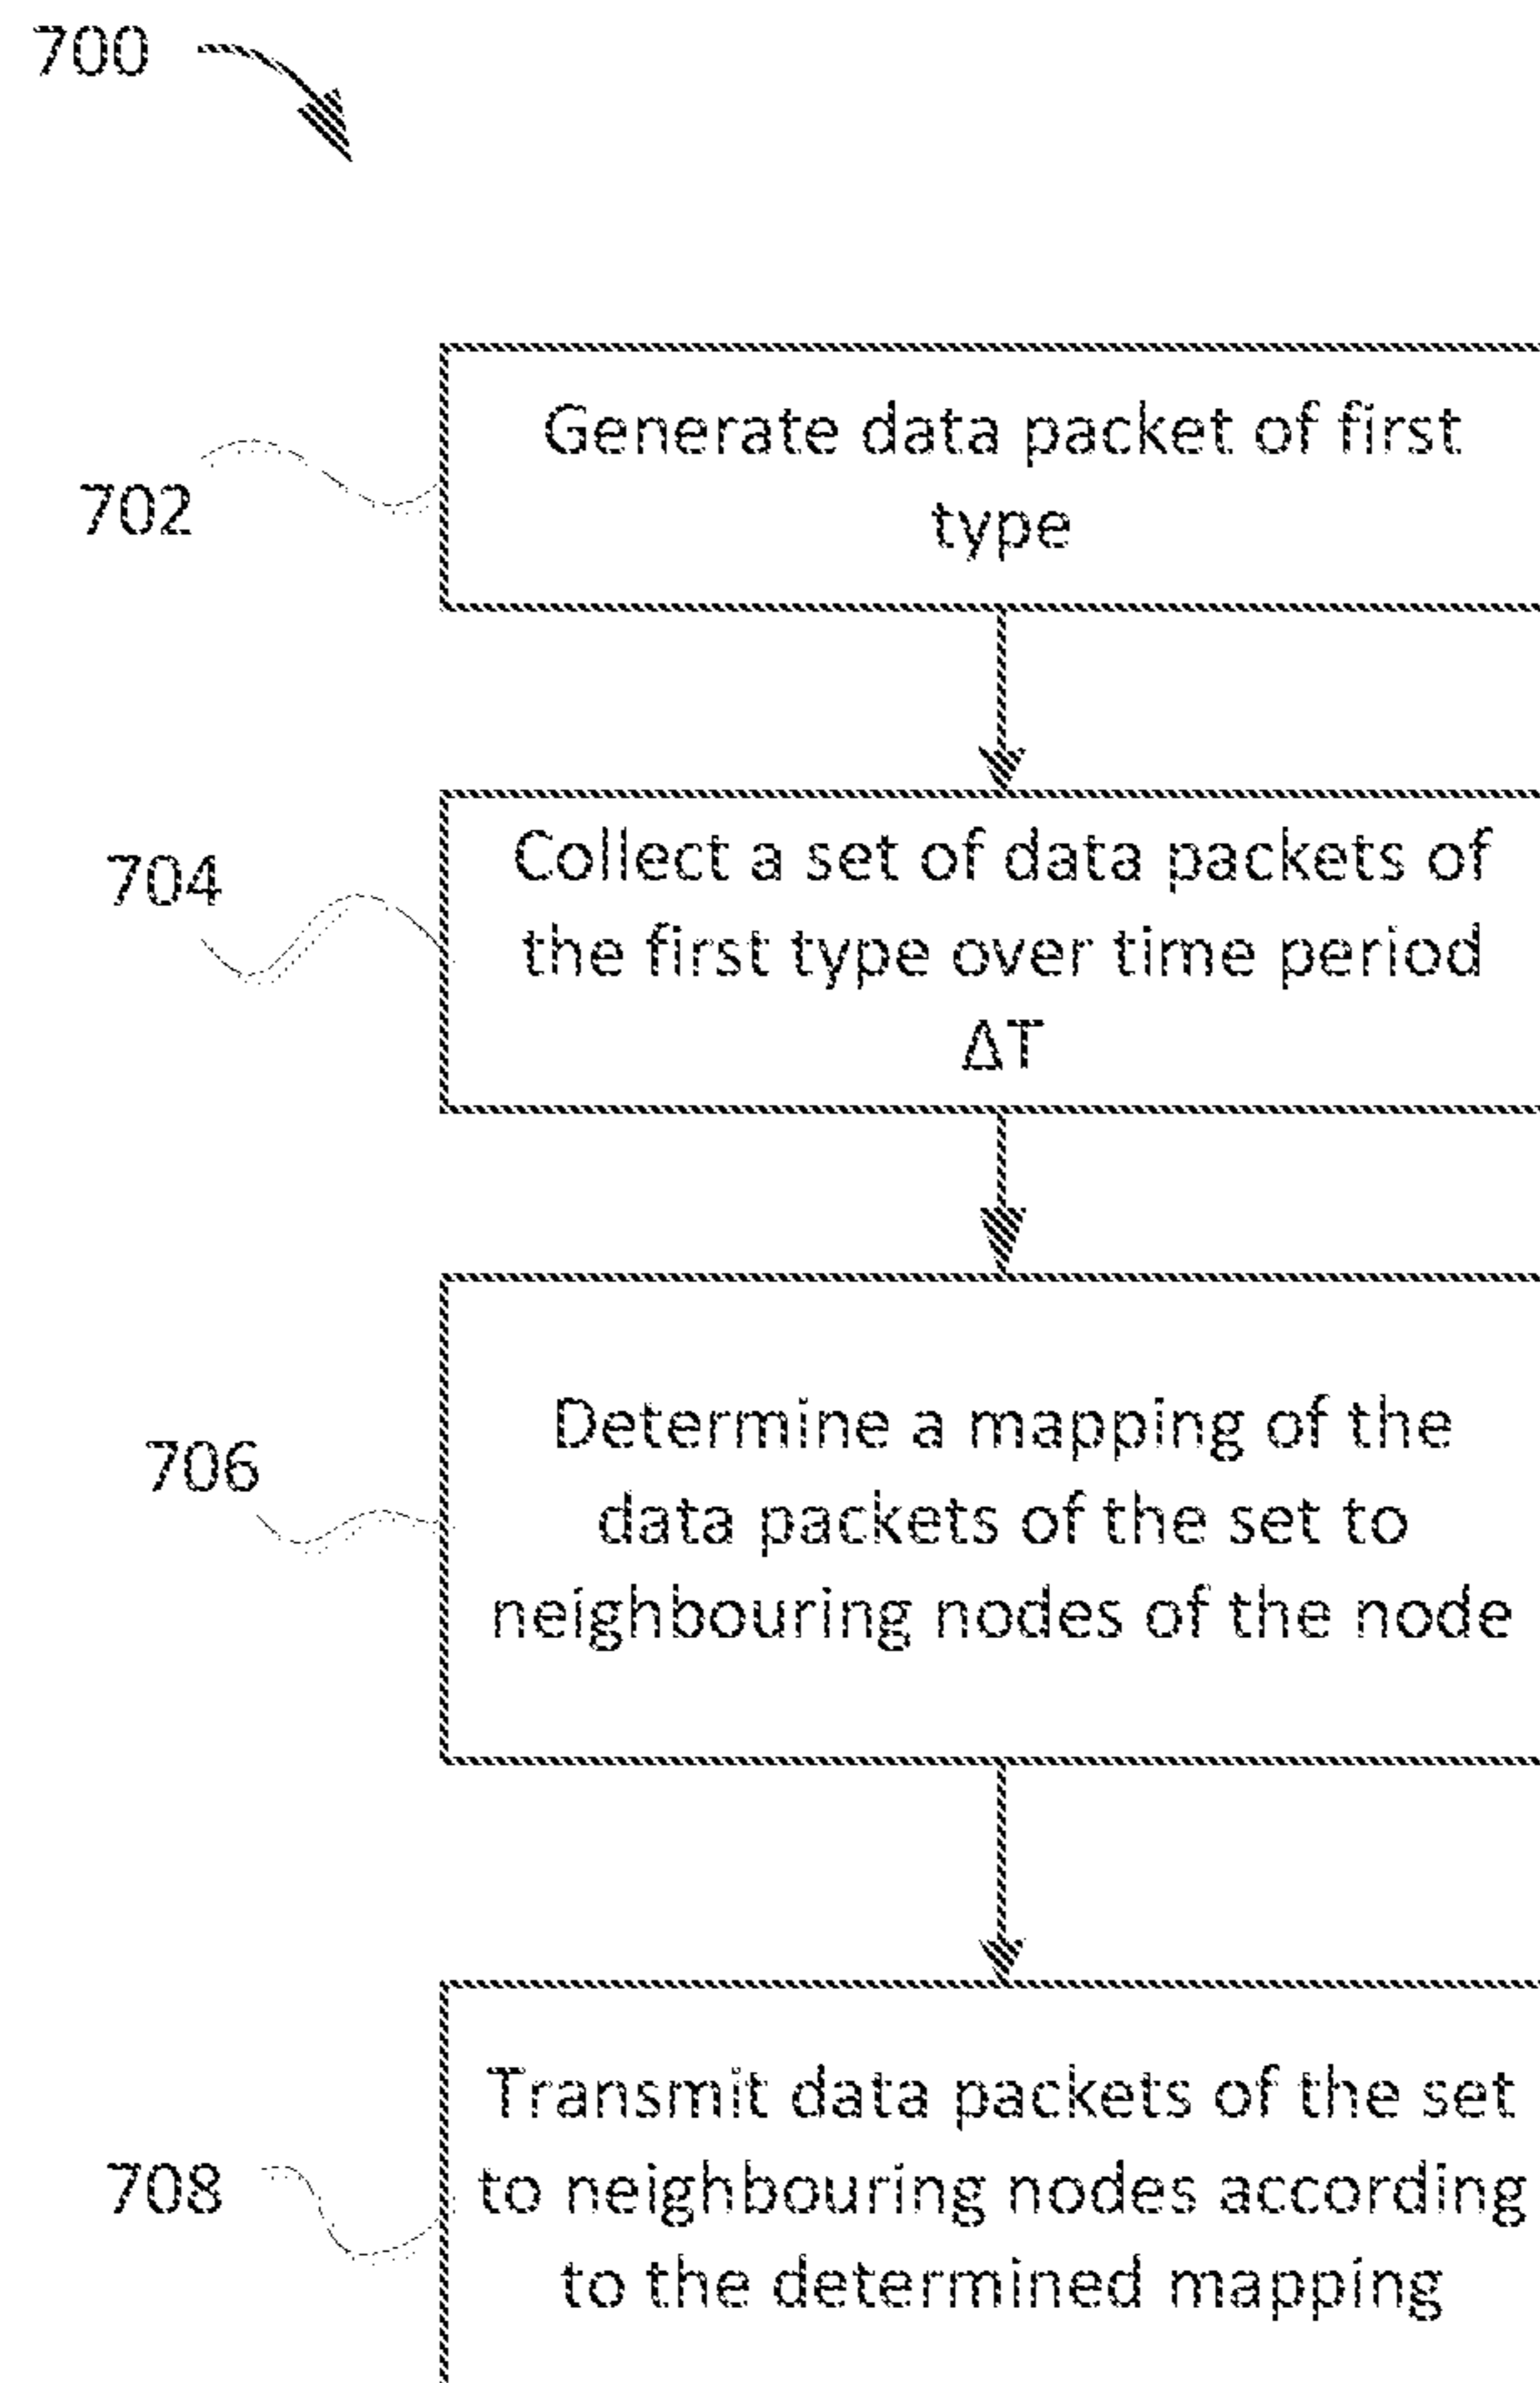 700
702
Generate data packet of first
type
704
Collect a set of data packets of
the first type over time period
ΔT
706
Determine a mapping of the
data packets of the set to
neighbouring nodes of the node
708
Transmit data packets of the set
to neighbouring nodes according
to the determined mapping